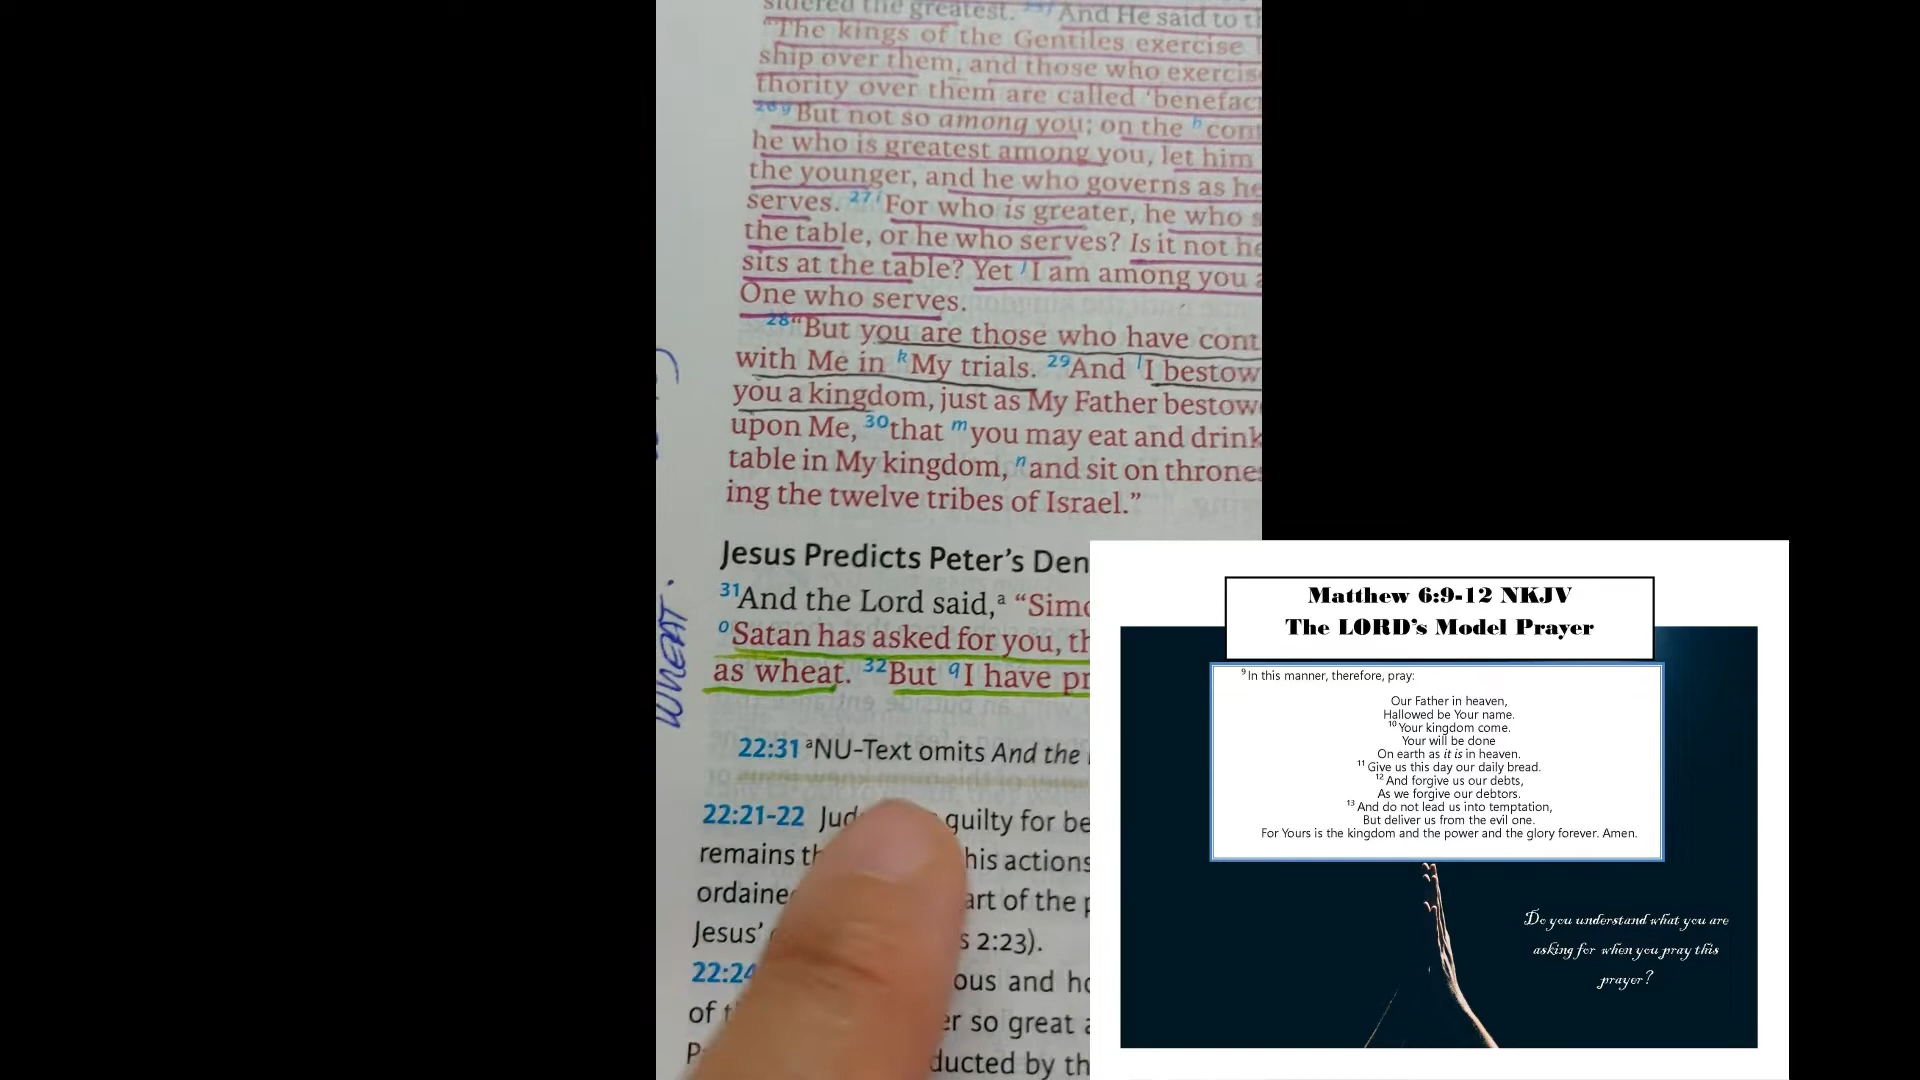 sidered the greatest. And He said to
"The kings of the Gentiles exercise
ship over them, and those who exercis
thority over them are called 'benefac
26 g But not so among you; on the h cont
he who is greatest among you, let him
the younger, and he who governs as he
serves. 27 i For who is greater, he who s
the table, or he who serves? Is it not he
sits at the table? Yet j I am among you a
One who serves.
28 "But you are those who have cont
with Me in k My trials. 29 And l I bestow
you a kingdom, just as My Father bestow
upon Me, 30 that m you may eat and drink
table in My kingdom, n and sit on thrones
ing the twelve tribes of Israel."
Jesus Predicts Peter's Den
31 And the Lord said, a "Simo
o Satan has asked for you, th
as wheat. 32 But q I have pr
WHEAT.
22:31 a NU-Text omits And the
22:21-22 Jud guilty for be
remains th his actions
ordaine art of the p
Jesus' s 2:23).
22:24 ous and ho
of t er so great a
P ducted by th
Matthew 6:9-12 NKJV
The LORD's Model Prayer
9 In this manner, therefore, pray:
Our Father in heaven,
Hallowed be Your name.
10 Your kingdom come.
Your will be done
On earth as it is in heaven.
11 Give us this day our daily bread.
12 And forgive us our debts,
As we forgive our debtors.
13 And do not lead us into temptation,
But deliver us from the evil one.
For Yours is the kingdom and the power and the glory forever. Amen.
Do you understand what you are
asking for when you pray this
prayer?